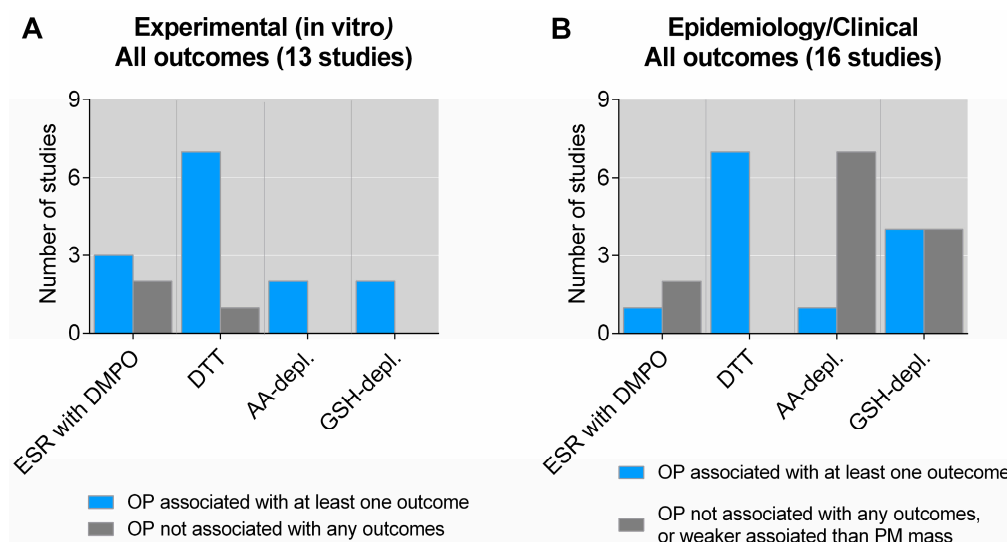 A
Experimental (in vitro)
All outcomes (13 studies)
Number of studies
9
6
3
0
ESR with DMPO
DTT
AA-depl.
GSH-depl.
OP associated with at least one outcome
OP not associated with any outcomes
B
Epidemiology/Clinical
All outcomes (16 studies)
Number of studies
9
6
3
0
ESR with DMPO
DTT
AA-depl.
GSH-depl.
OP associated with at least one outecome
OP not associated with any outcomes,
or weaker assoiated than PM mass